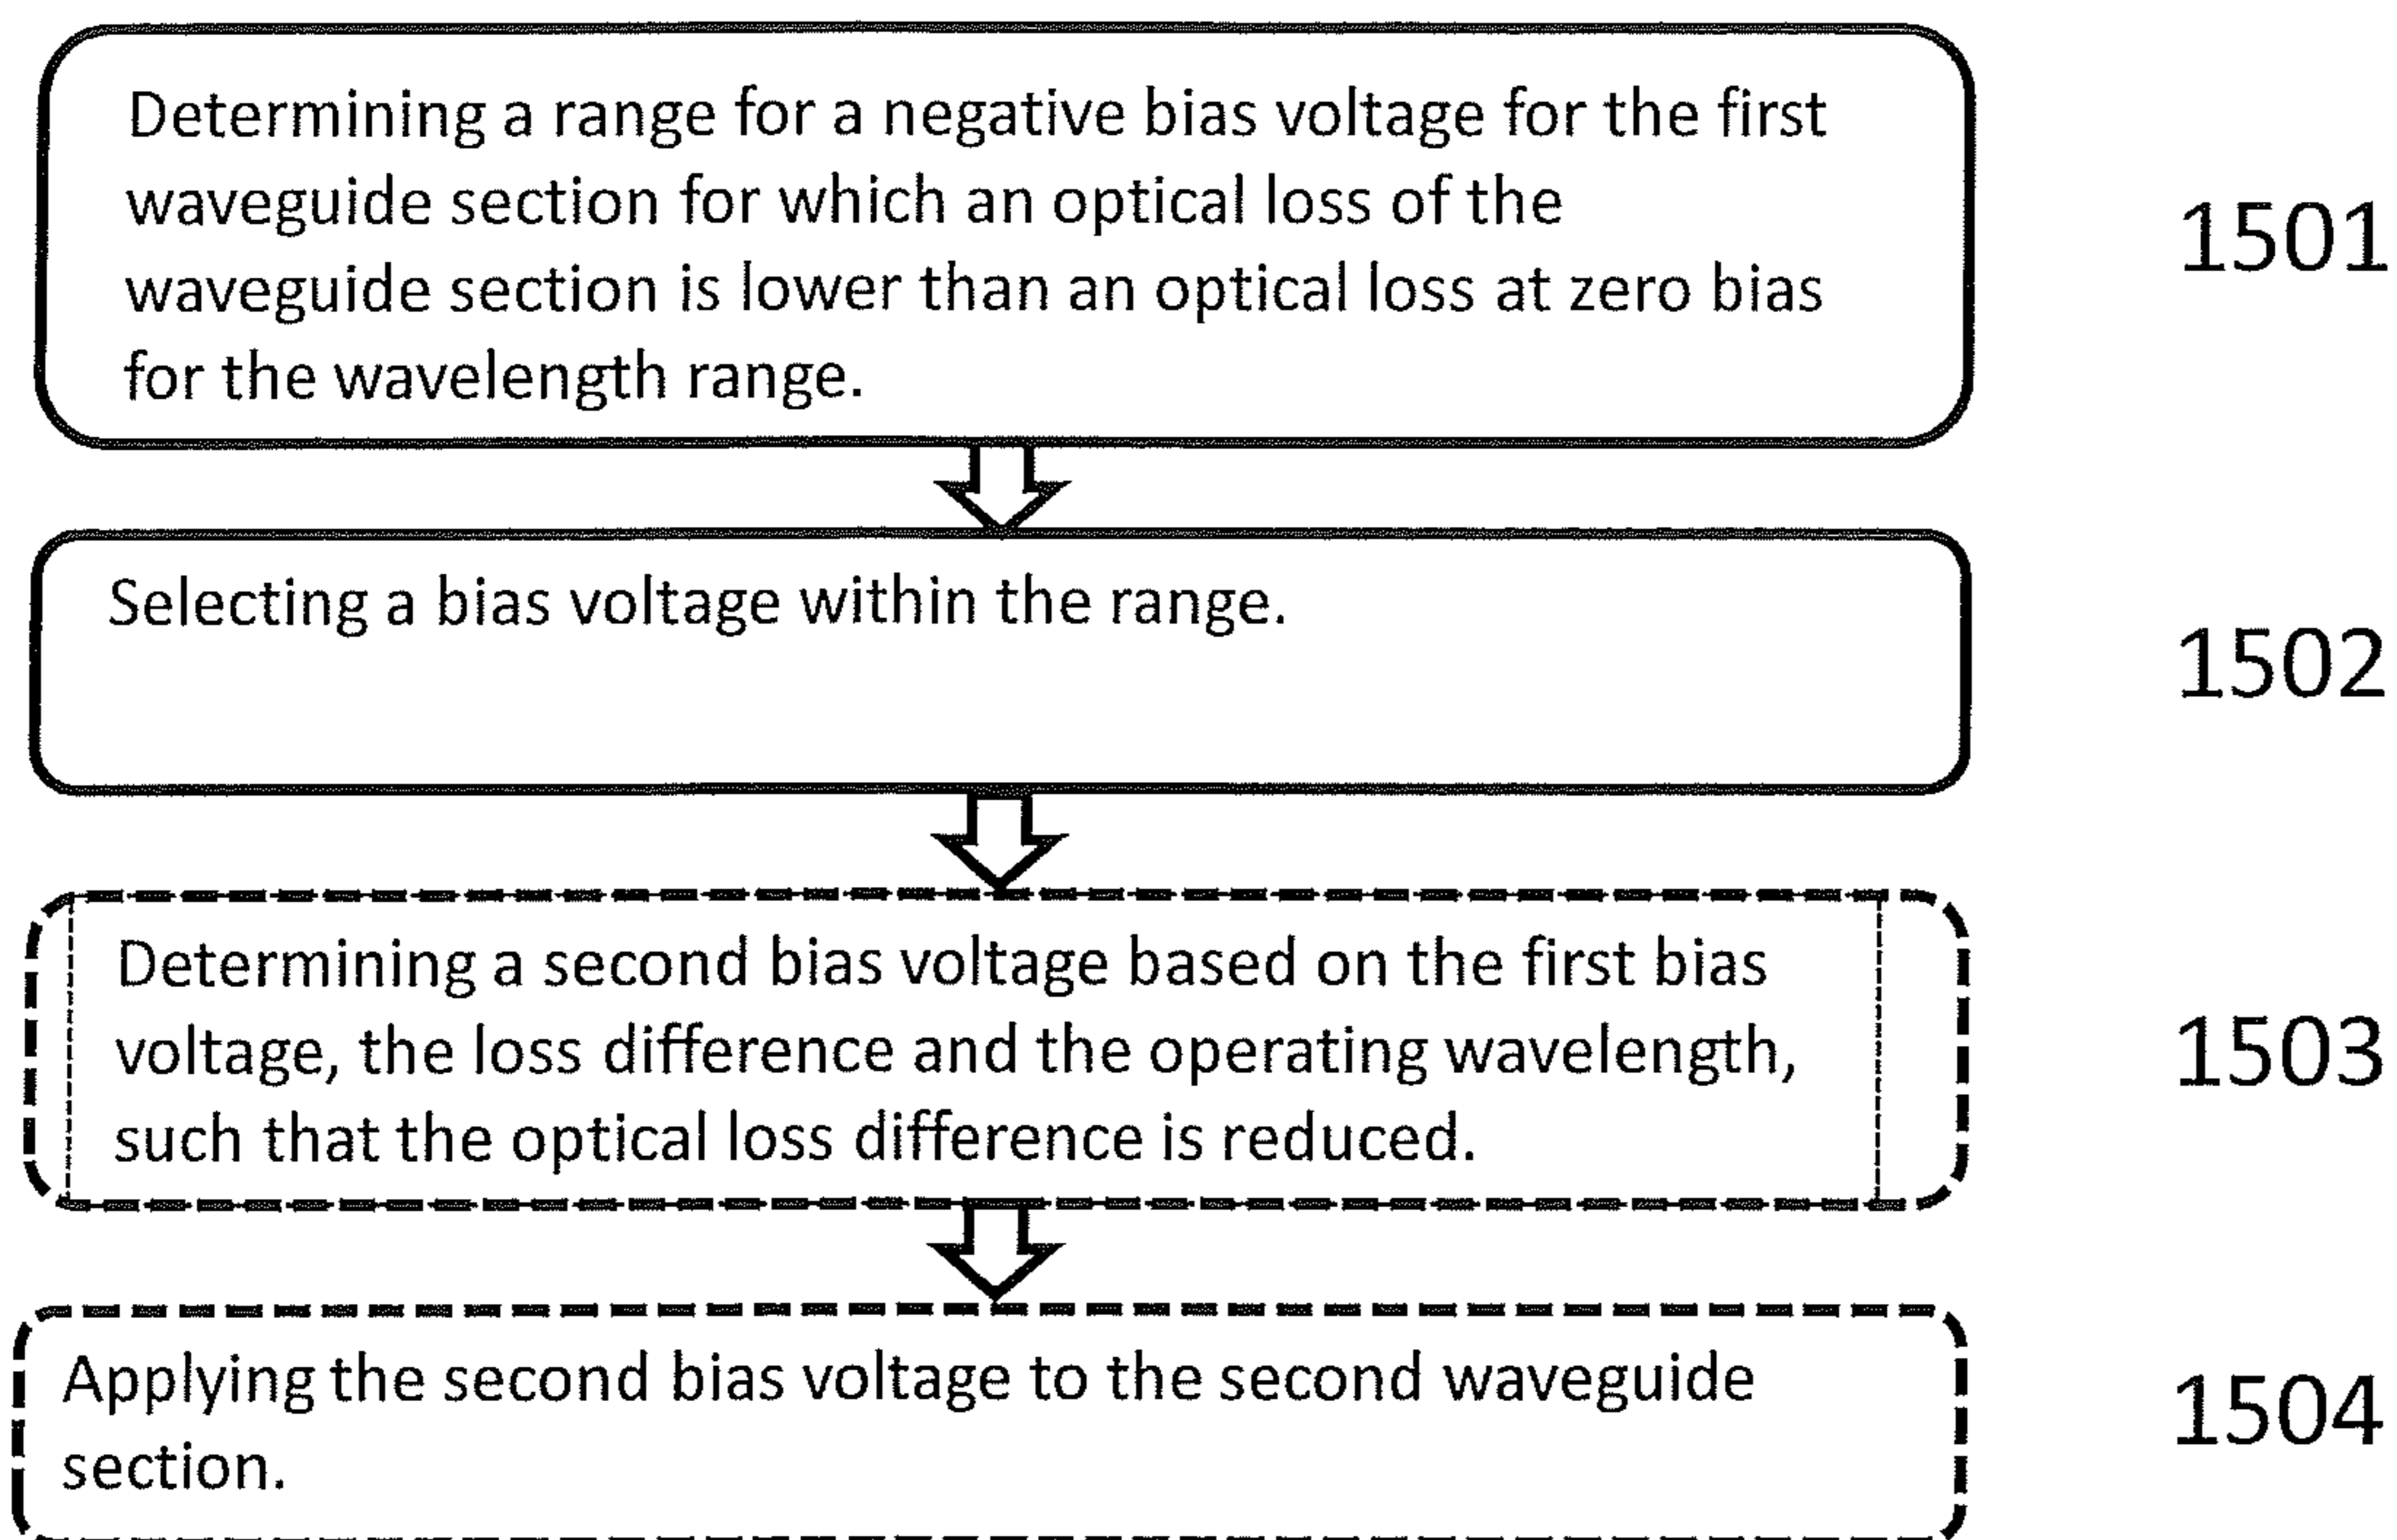 Determining a range for a negative bias voltage for the first
waveguide section for which an optical loss of the
waveguide section is lower than an optical loss at zero bias
for the wavelength range.
1501
Selecting a bias voltage within the range.
1502
Determining a second bias voltage based on the first bias
voltage, the loss difference and the operating wavelength,
such that the optical loss difference is reduced.
1503
Applying the second bias voltage to the second waveguide
section.
1504